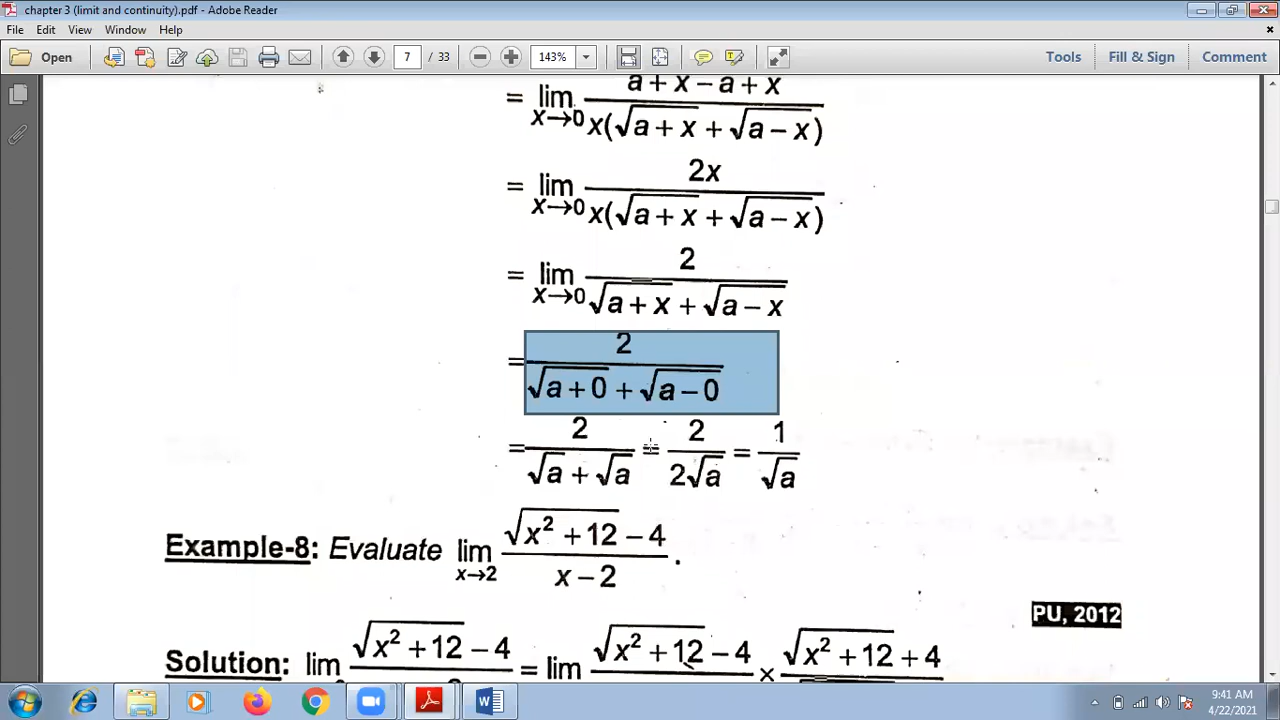 chapter 3 (limit and continuity).pdf - Adobe Reader
File Edit View Window Help
Open 7 / 33 143% Tools Fill & Sign Comment
= lim x→0 (a + x − a + x) / (x(√(a + x) + √(a − x)))
= lim x→0 2x / (x(√(a + x) + √(a − x)))
= lim x→0 2 / (√(a + x) + √(a − x))
= 2 / (√(a + 0) + √(a − 0))
= 2 / (√a + √a) = 2 / (2√a) = 1 / √a
Example-8: Evaluate lim x→2 (√(x² + 12) − 4) / (x − 2).
PU, 2012
Solution: lim (√(x² + 12) − 4) = lim (√(x² + 12) − 4) × (√(x² + 12) + 4)
9:41 AM
4/22/2021